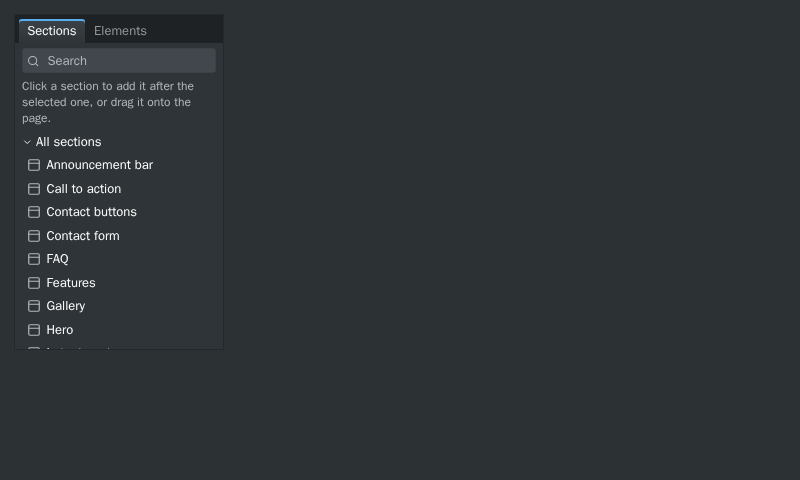 Sections Elements
Search
Click a section to add it after the
selected one, or drag it onto the
page.
All sections
Announcement bar
Call to action
Contact buttons
Contact form
FAQ
Features
Gallery
Hero